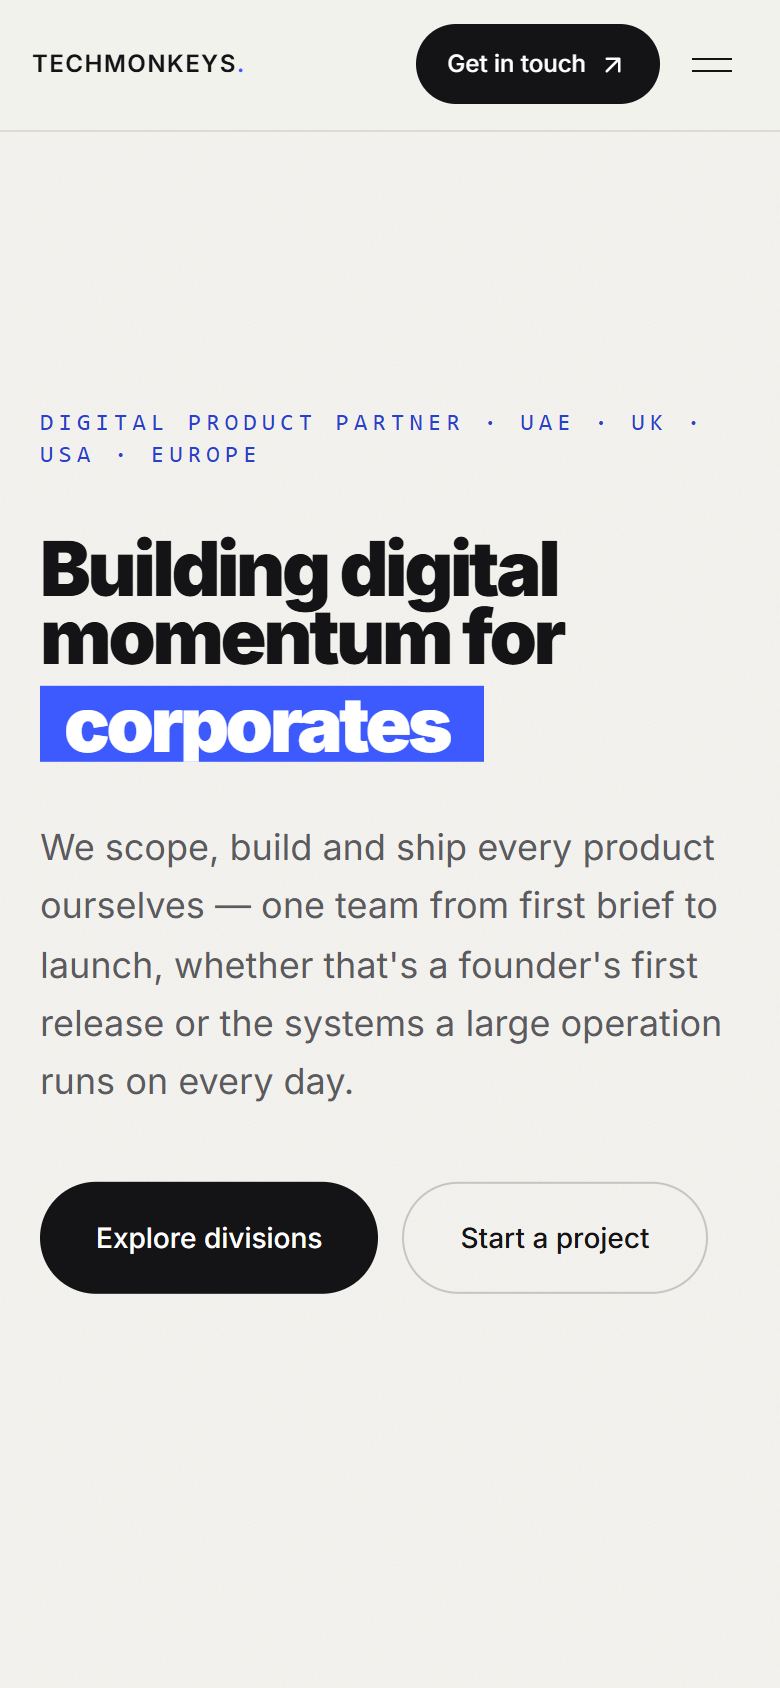 TECHMONKEYS.
Get in touch
DIGITAL PRODUCT PARTNER · UAE · UK ·
USA · EUROPE
Building digital
momentum for
corporates
We scope, build and ship every product
ourselves — one team from first brief to
launch, whether that's a founder's first
release or the systems a large operation
runs on every day.
Explore divisions
Start a project